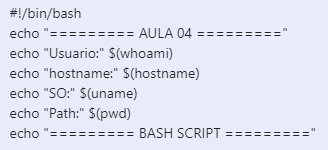 #!/bin/bash
echo "========= AULA 04 ========="
echo "Usuario:" $(whoami)
echo "hostname:" $(hostname)
echo "SO:" $(uname)
echo "Path:" $(pwd)
echo "========= BASH SCRIPT ========="